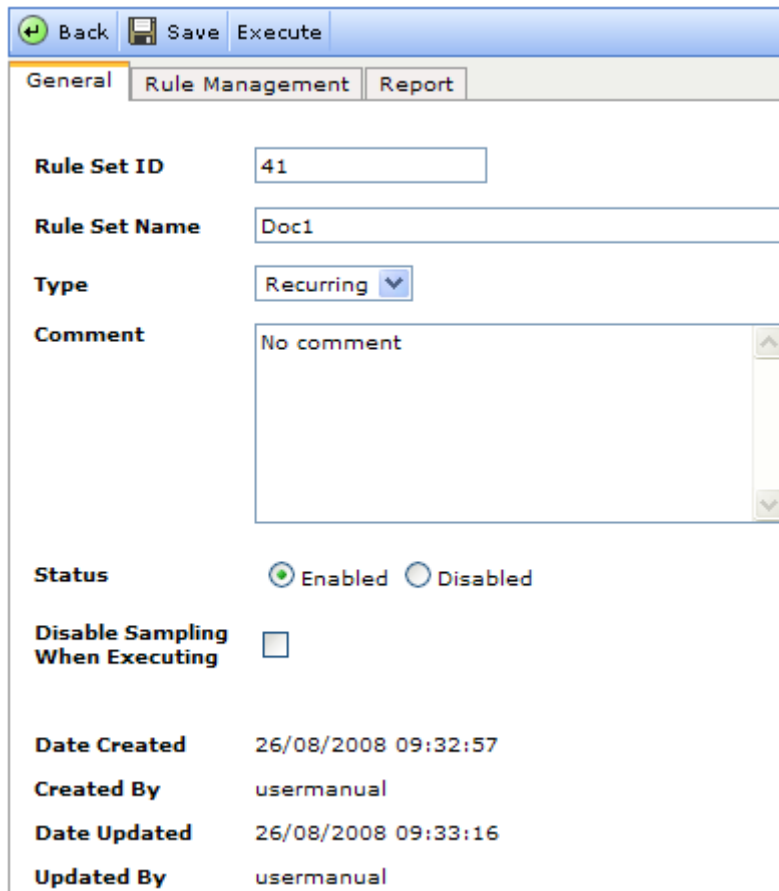 Back Save Execute
General Rule Management Report
Rule Set ID 41
Rule Set Name Doc1
Type Recurring
Comment No comment
Status Enabled Disabled
Disable Sampling
When Executing
Date Created 26/08/2008 09:32:57
Created By usermanual
Date Updated 26/08/2008 09:33:16
Updated By usermanual